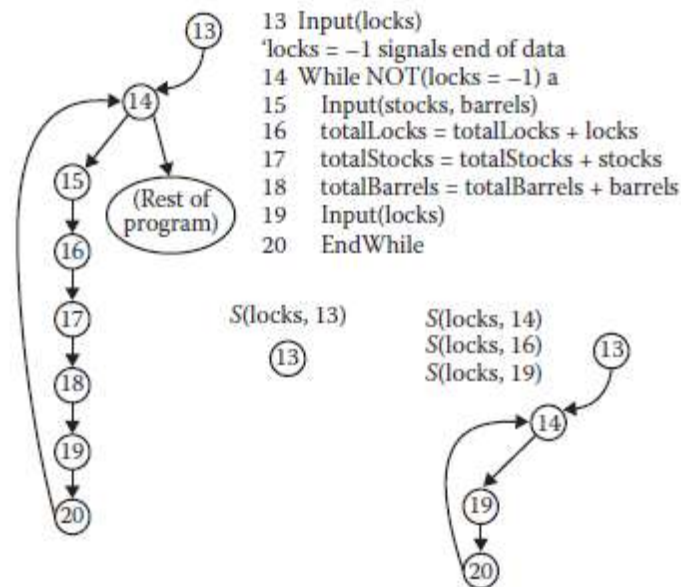 13
13 Input(locks)
‘locks = –1 signals end of data
14
14 While NOT(locks = –1) a
15 Input(stocks, barrels)
16 totalLocks = totalLocks + locks
17 totalStocks = totalStocks + stocks
18 totalBarrels = totalBarrels + barrels
19 Input(locks)
20 EndWhile
15
(Rest of
program)
16
17
18
19
20
S(locks, 13)
13
S(locks, 14)
S(locks, 16)
S(locks, 19)
13
14
19
20